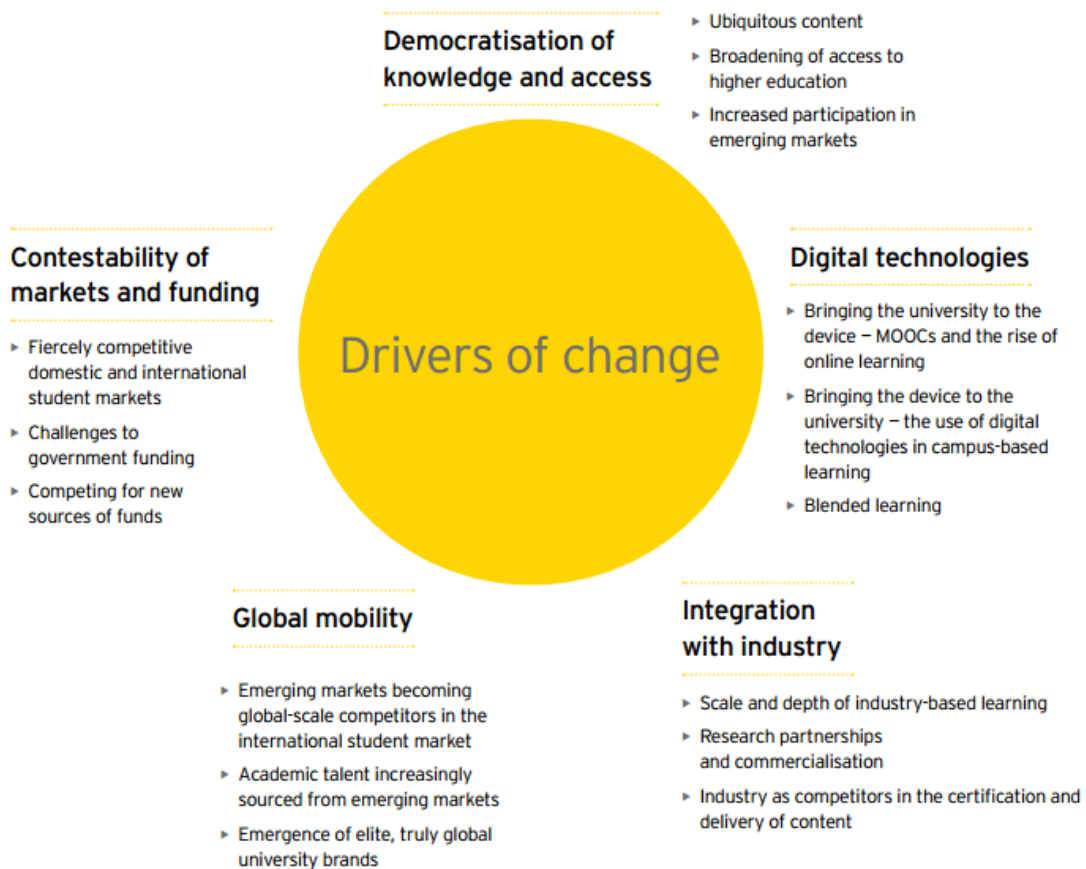 Democratisation of
knowledge and access
▸ Ubiquitous content
▸ Broadening of access to
higher education
▸ Increased participation in
emerging markets
Contestability of
markets and funding
▸ Fiercely competitive
domestic and international
student markets
▸ Challenges to
government funding
▸ Competing for new
sources of funds
Drivers of change
Digital technologies
▸ Bringing the university to the
device – MOOCs and the rise of
online learning
▸ Bringing the device to the
university – the use of digital
technologies in campus-based
learning
▸ Blended learning
Global mobility
▸ Emerging markets becoming
global-scale competitors in the
international student market
▸ Academic talent increasingly
sourced from emerging markets
▸ Emergence of elite, truly global
university brands
Integration
with industry
▸ Scale and depth of industry-based learning
▸ Research partnerships
and commercialisation
▸ Industry as competitors in the certification and
delivery of content